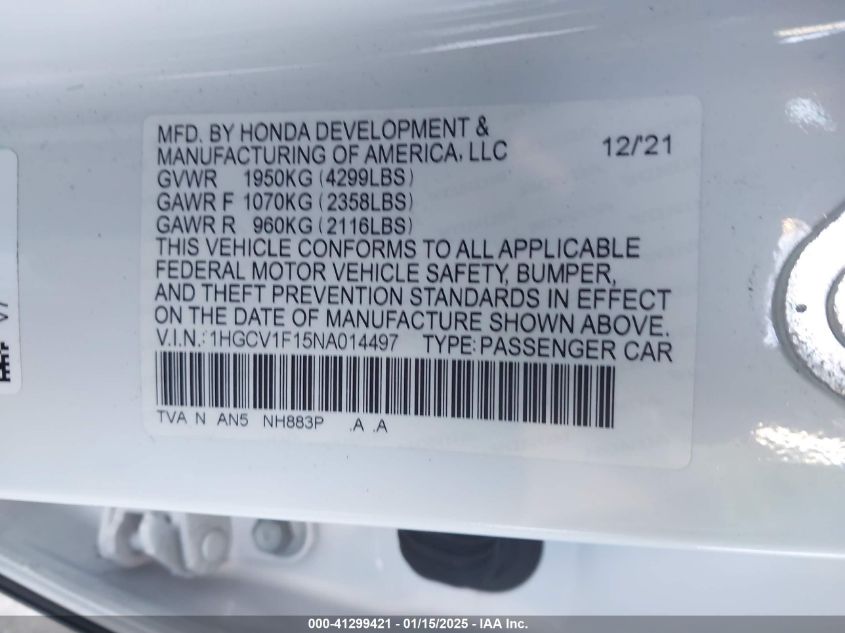 MFD. BY HONDA DEVELOPMENT &
MANUFACTURING OF AMERICA, LLC 12/'21
GVWR 1950KG (4299LBS)
GAWR F 1070KG (2358LBS)
GAWR R 960KG (2116LBS)
THIS VEHICLE CONFORMS TO ALL APPLICABLE
FEDERAL MOTOR VEHICLE SAFETY, BUMPER,
AND THEFT PREVENTION STANDARDS IN EFFECT
ON THE DATE OF MANUFACTURE SHOWN ABOVE.
V.I.N.: 1HGCV1F15NA014497 TYPE: PASSENGER CAR
TVA N AN5 NH883P .A .A
V7
000-41299421 - 01/15/2025 - IAA Inc.